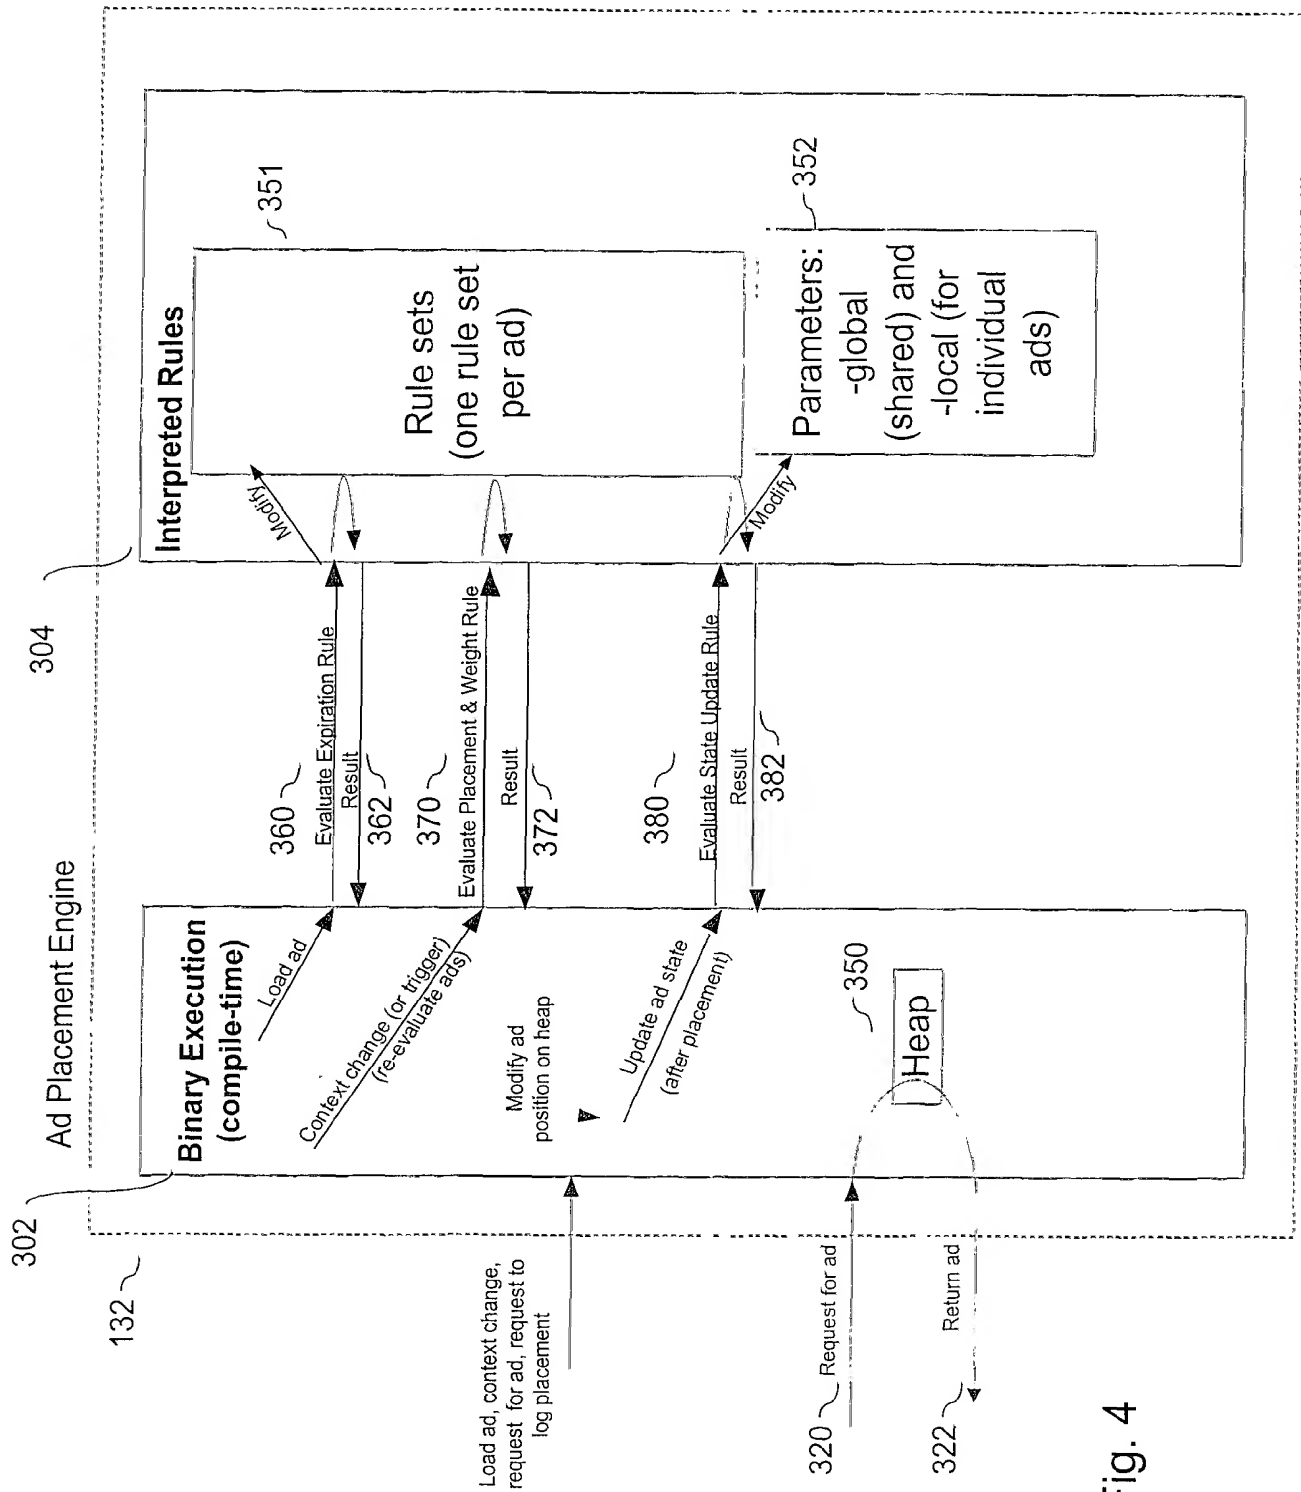 Ad Placement Engine
132
302
304
Binary Execution
(compile-time)
Load ad
Context change (or trigger)
(re-evaluate ads)
Modify ad
position on heap
Update ad state
(after placement)
350
Heap
Load ad, context change,
request for ad, request to
log placement
320
Request for ad
322
Return ad
360
Evaluate Expiration Rule
Result
362
370
Evaluate Placement & Weight Rule
Result
372
380
Evaluate State Update Rule
Result
382
Interpreted Rules
Modify
351
Rule sets
(one rule set
per ad)
Modify
352
Parameters:
-global
(shared) and
-local (for
individual
ads)
Fig. 4